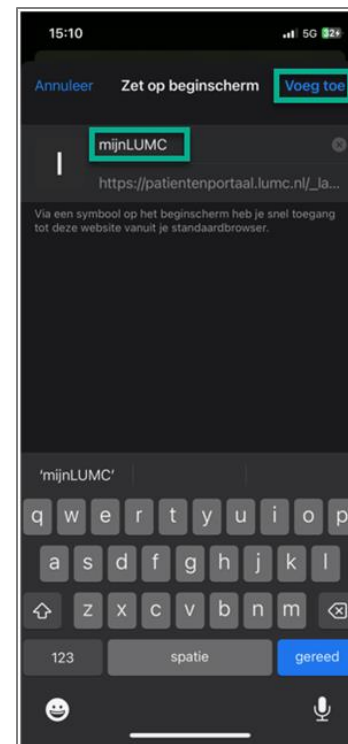 15:10 5G 32
Annuleer Zet op beginscherm Voeg toe
I
mijnLUMC
https://patientenportaal.lumc.nl/_la...
Via een symbool op het beginscherm heb je snel toegang
tot deze website vanuit je standaardbrowser.
'mijnLUMC'
q w e r t y u i o p
a s d f g h j k l
z x c v b n m
123 spatie gereed